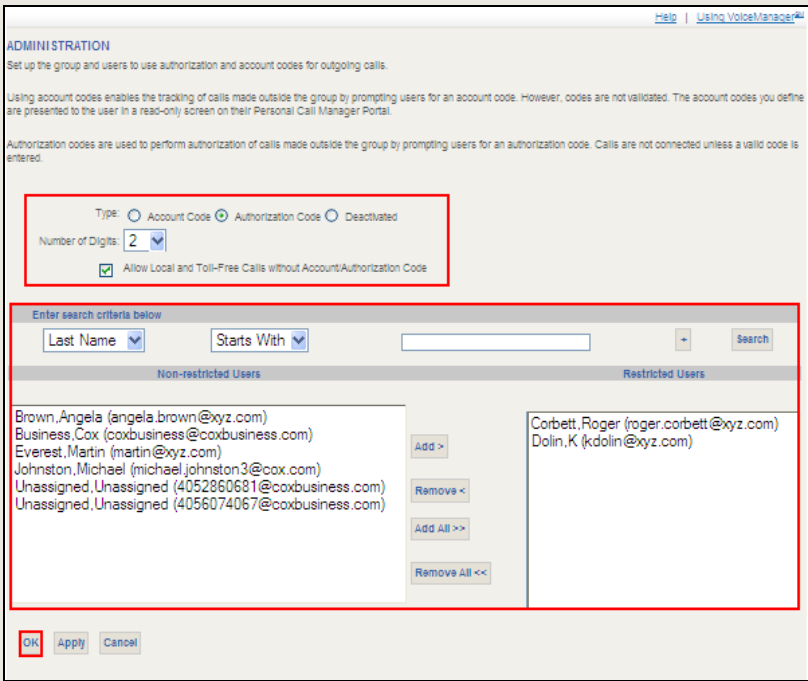 Help | Using VoiceManager℠
ADMINISTRATION
Set up the group and users to use authorization and account codes for outgoing calls.
Using account codes enables the tracking of calls made outside the group by prompting users for an account code. However, codes are not validated. The account codes you define
are presented to the user in a read-only screen on their Personal Call Manager Portal.
Authorization codes are used to perform authorization of calls made outside the group by prompting users for an authorization code. Calls are not connected unless a valid code is
entered.
Type: Account Code Authorization Code Deactivated
Number of Digits: 2
Allow Local and Toll-Free Calls without Account/Authorization Code
Enter search criteria below
Last Name Starts With + Search
Non-restricted Users Restricted Users
Brown,Angela (angela.brown@xyz.com)
Business,Cox (coxbusiness@coxbusiness.com)
Everest,Martin (martin@xyz.com)
Johnston,Michael (michael.johnston3@cox.com)
Unassigned,Unassigned (4052860681@coxbusiness.com)
Unassigned,Unassigned (4056074067@coxbusiness.com)
Add >
Remove <
Add All >>
Remove All <<
Corbett,Roger (roger.corbett@xyz.com)
Dolin,K (kdolin@xyz.com)
OK Apply Cancel